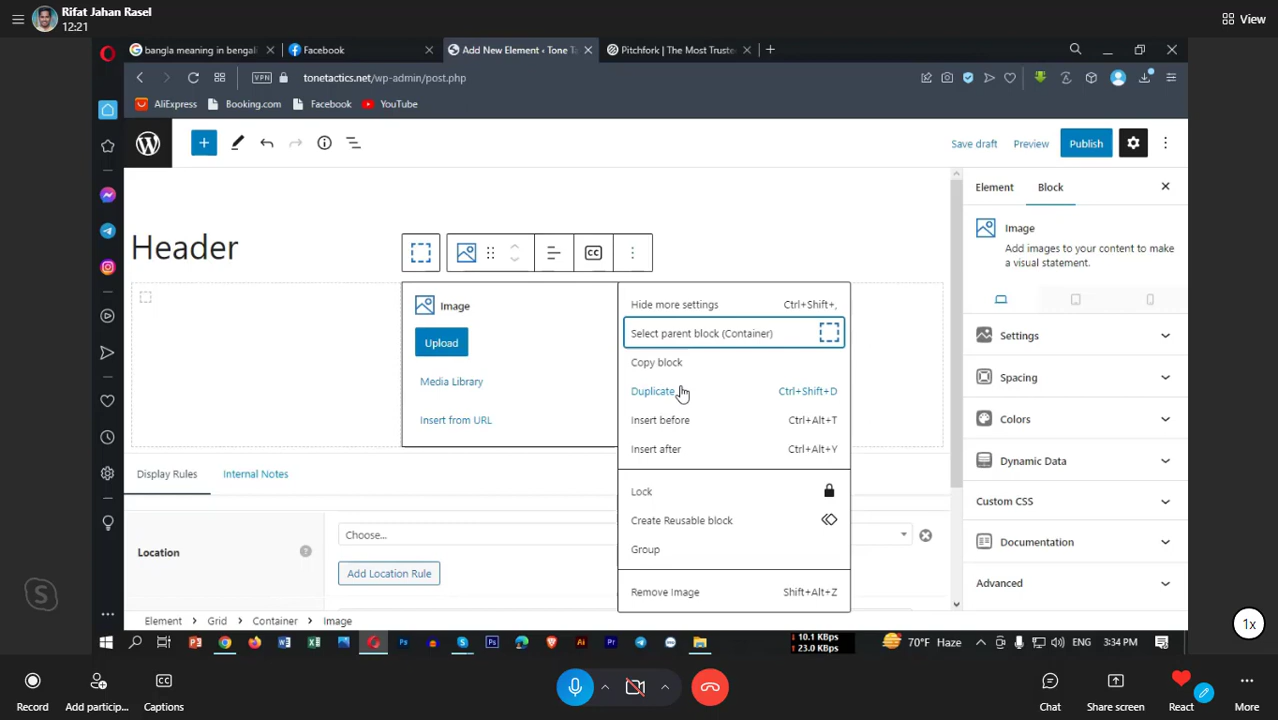 Rifat Jahan Rasel
12:21
View
bangla meaning in bengali
Facebook
Add New Element ‹ Tone T
Pitchfork | The Most Truste
VPN
tonetactics.net/wp-admin/post.php
AliExpress
Booking.com
Facebook
YouTube
Save draft
Preview
Publish
Header
Image
Upload
Media Library
Insert from URL
Hide more settings Ctrl+Shift+,
Select parent block (Container)
Copy block
Duplicate Ctrl+Shift+D
Insert before Ctrl+Alt+T
Insert after Ctrl+Alt+Y
Lock
Create Reusable block
Group
Remove Image Shift+Alt+Z
Element
Block
Image
Add images to your content to make
a visual statement.
Settings
Spacing
Colors
Dynamic Data
Custom CSS
Documentation
Advanced
Display Rules
Internal Notes
Location
Choose...
Add Location Rule
Element
Grid
Container
Image
1x
10.1 KBps
23.0 KBps
70°F Haze
ENG
3:34 PM
Record
Add particip...
Captions
Chat
Share screen
React
More